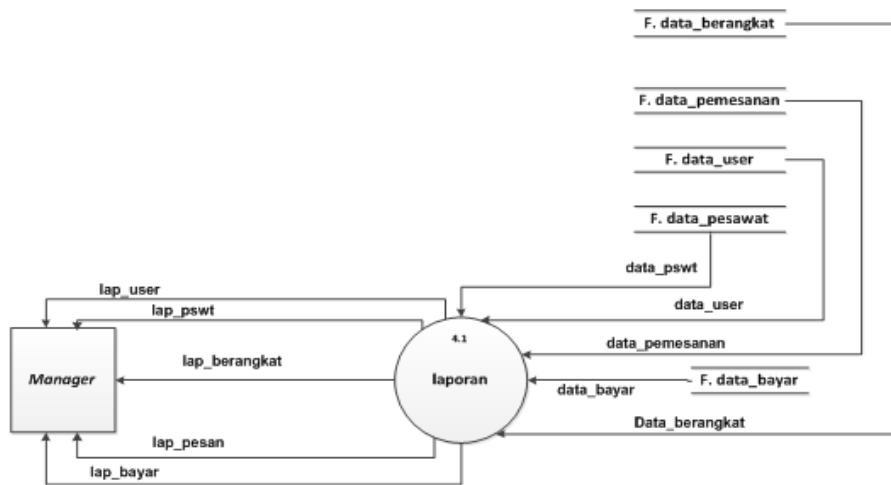 F. data_berangkat
F. data_pemesanan
F. data_user
F. data_pesawat
data_pswt
lap_user
data_user
lap_pswt
4.1
data_pemesanan
lap_berangkat
Manager
laporan
F. data_bayar
data_bayar
Data_berangkat
lap_pesan
lap_bayar